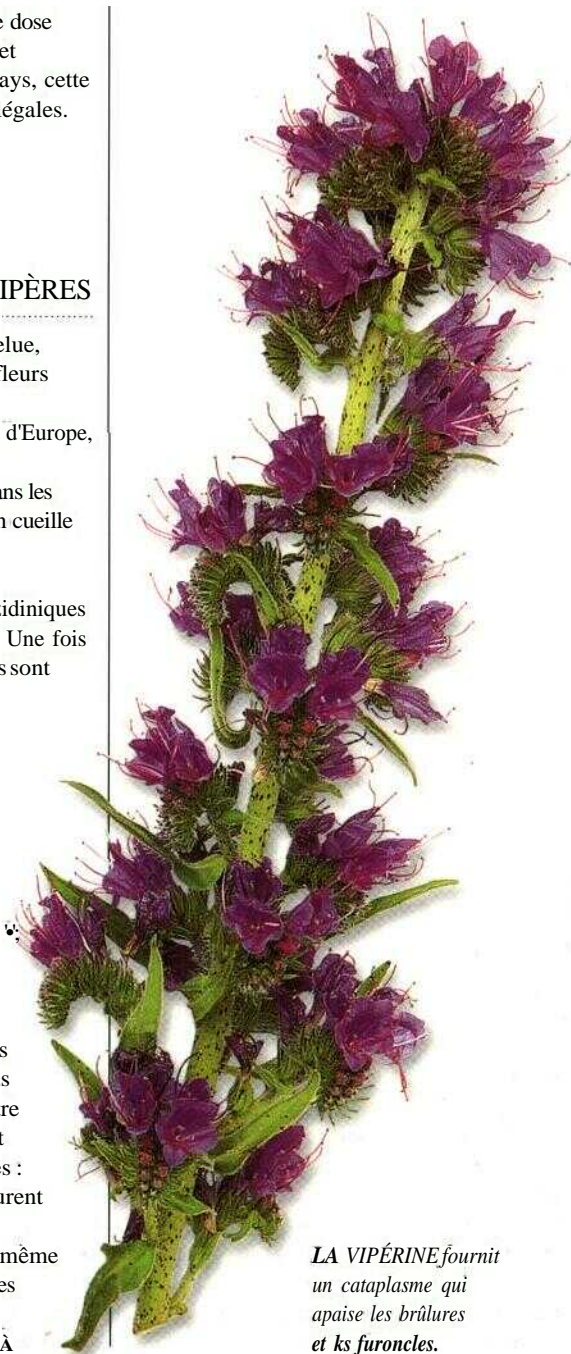 e dose
et
ays, cette
légales.
IPÈRES
elue,
fleurs
d'Europe,
ans les
n cueille
idiniques
Une fois
s sont
s
s
re
t
es :
urent
même
es
À
LA VIPÉRINE fournit
un cataplasme qui
apaise les brûlures
et ks furoncles.